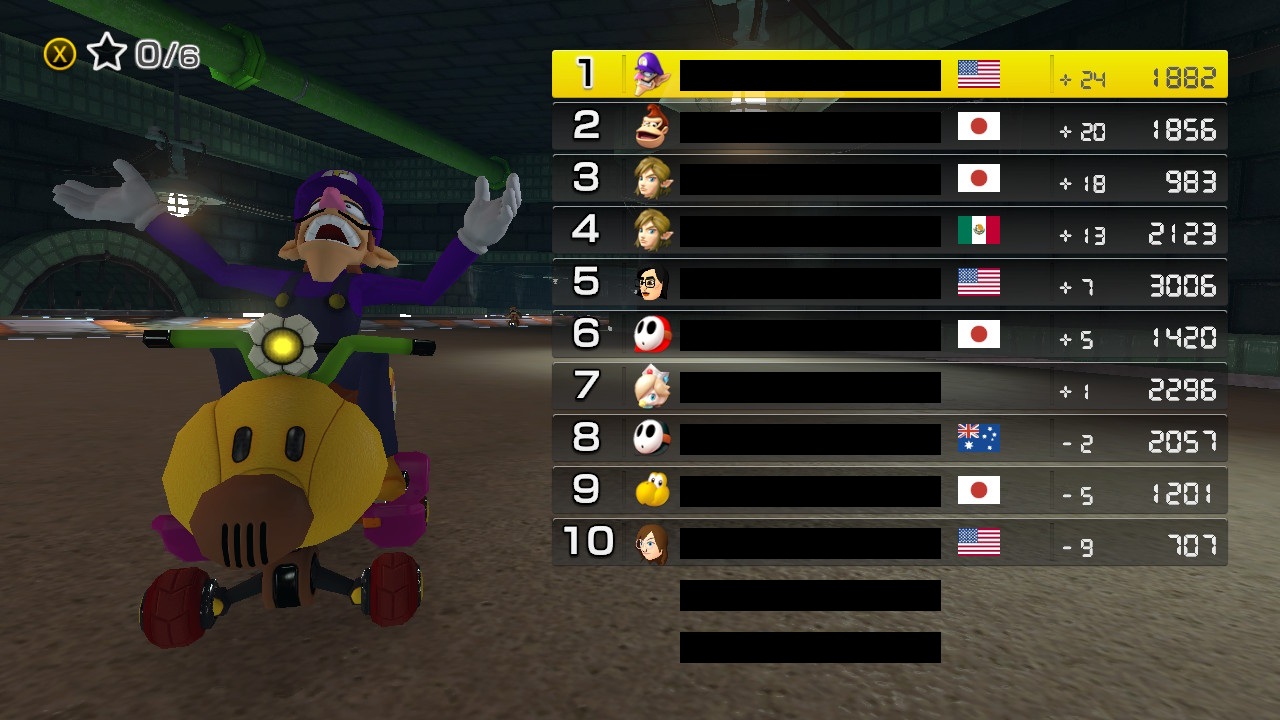 X 0/6
1 + 24 1882
2 + 20 1856
3 + 18 983
4 + 13 2123
5 + 7 3006
6 + 5 1420
7 + 1 2296
8 - 2 2057
9 - 5 1201
10 - 9 707